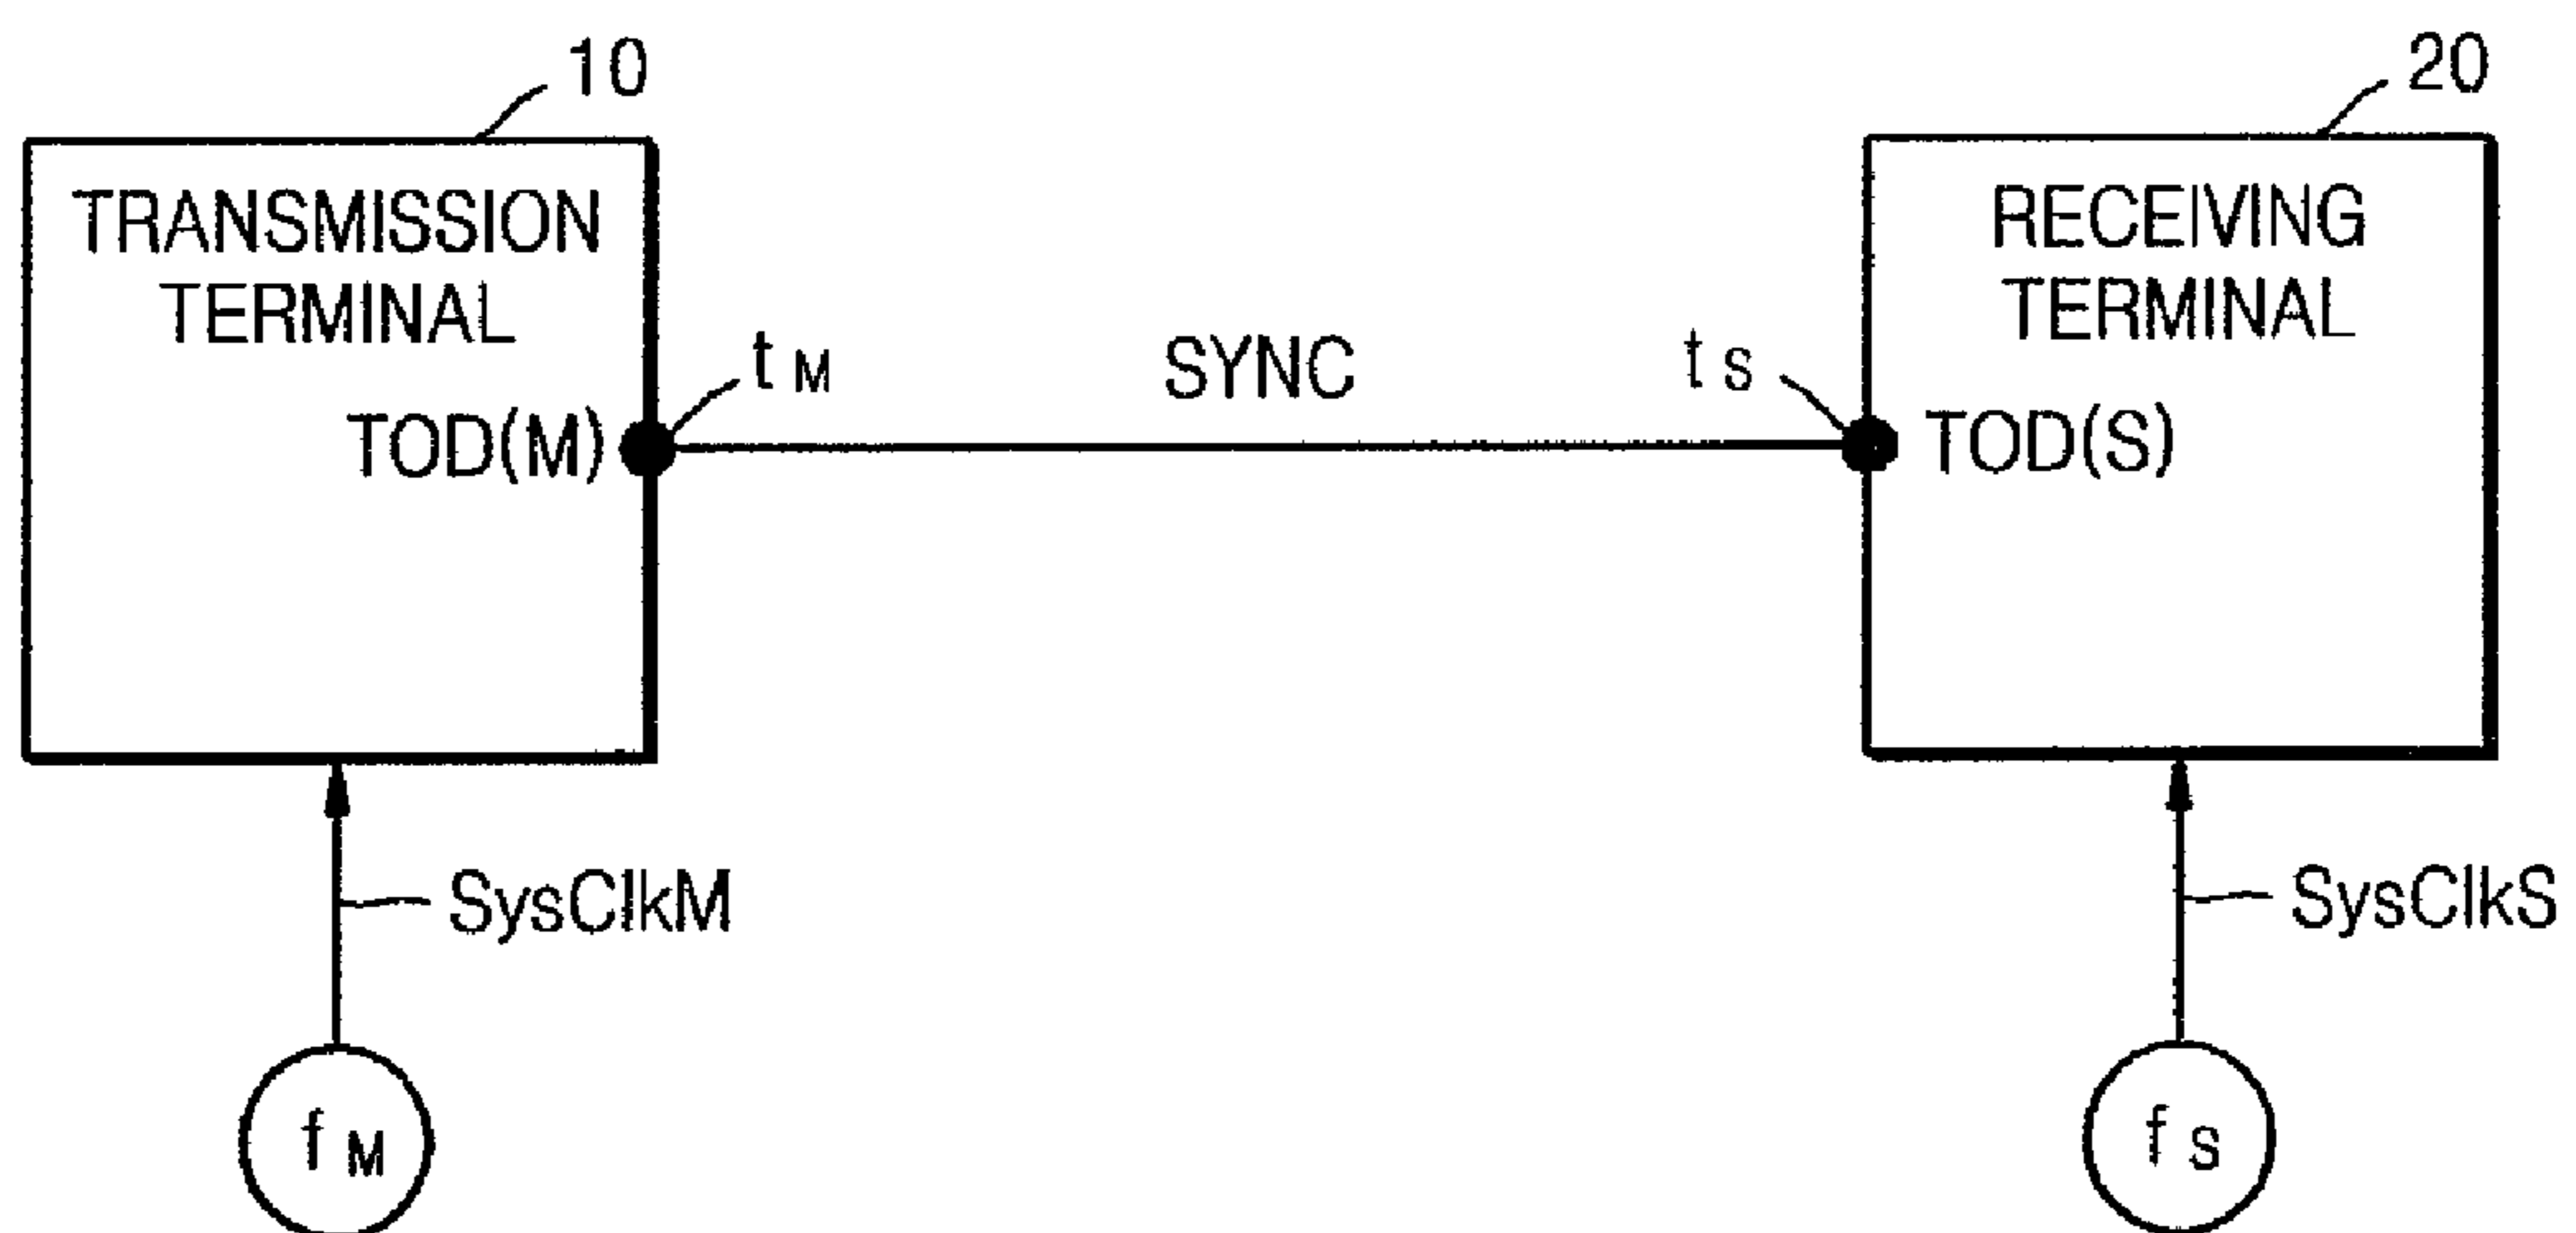 10
20
TRANSMISSION
TERMINAL
RECEIVING
TERMINAL
tM
SYNC
tS
TOD(M)
TOD(S)
SysClkM
SysClkS
fM
fS